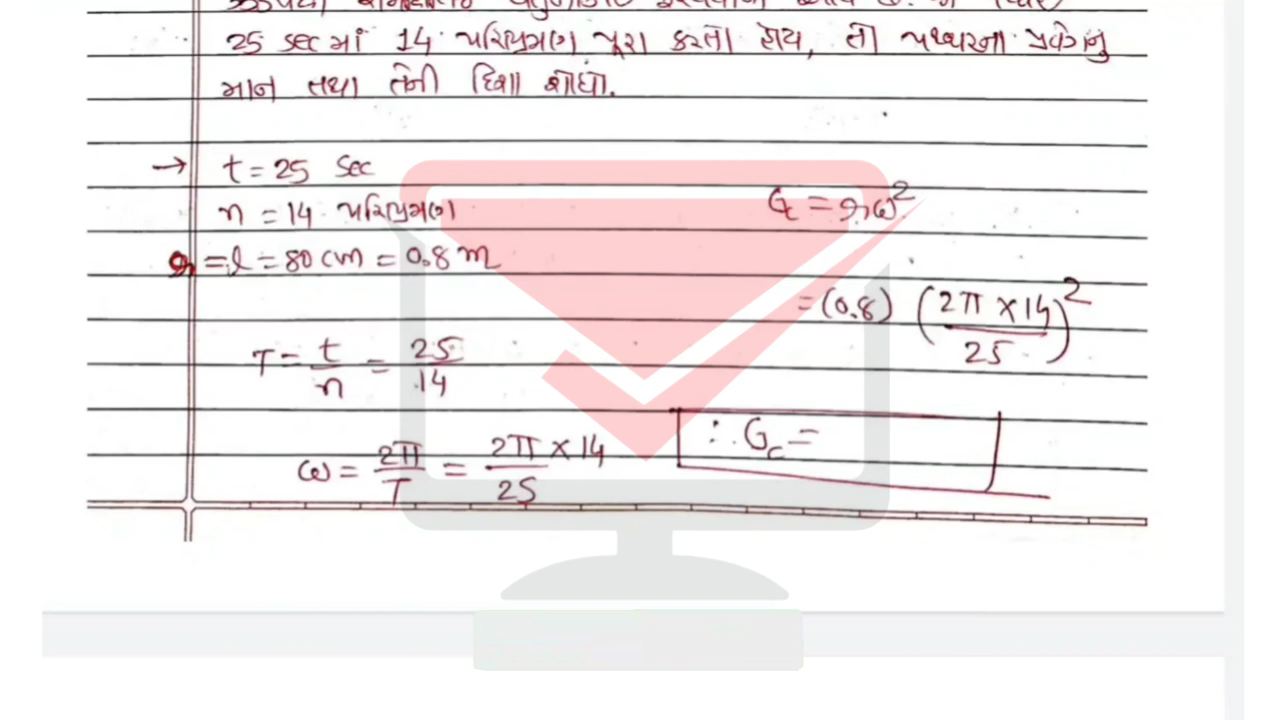 25 sec માં 14 પરિભ્રમણ પૂરા કરતો હોય, તો પથ્થરના પ્રવેગનું
માન તથા તેની દિશા શોધો.
→ t = 25 sec
n = 14 પરિભ્રમણ
r = l = 80 cm = 0.8 m
T = t/n = 25/14
ω = 2π/T = 2π × 14/25
a_c = rω²
= (0.8) (2π × 14/25)²
∴ a_c =